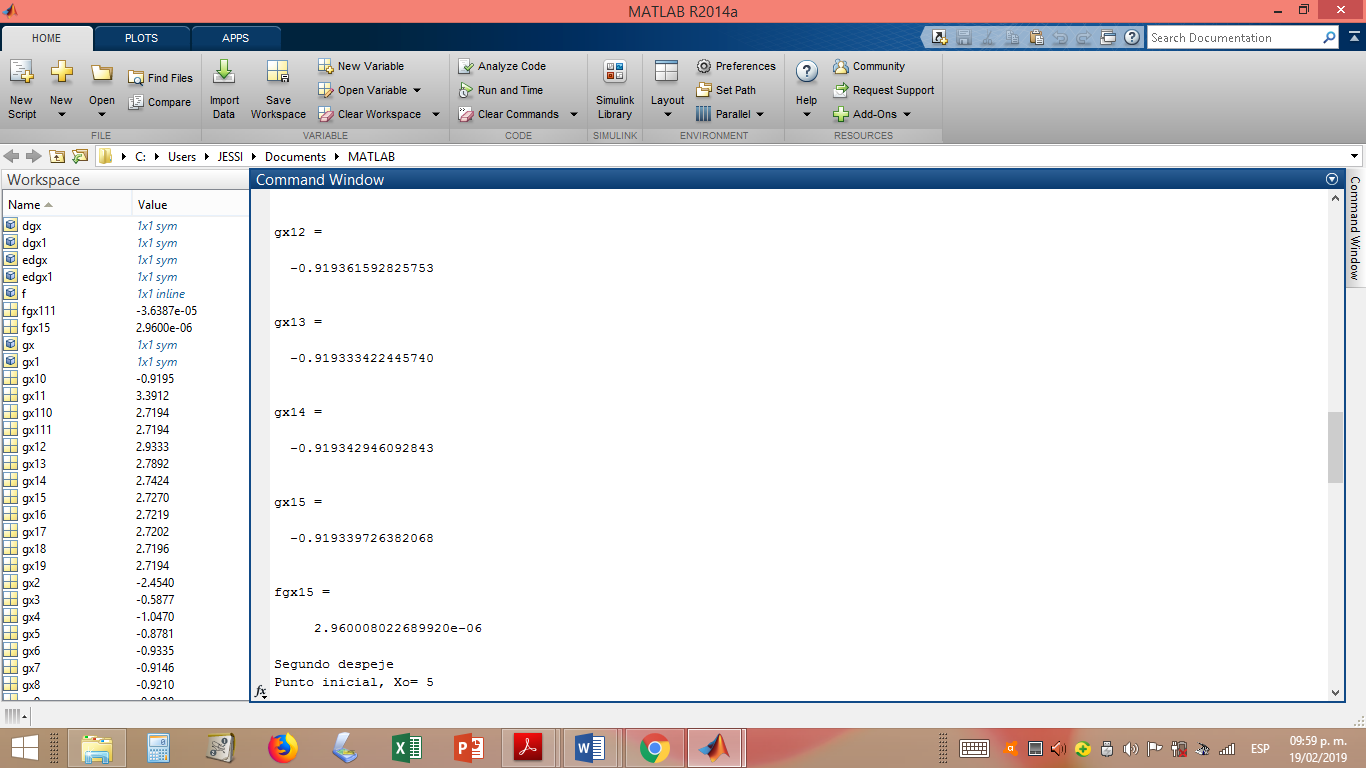 MATLAB R2014a
HOME PLOTS APPS
Search Documentation
New Script
New
Open
Find Files
Compare
FILE
Import Data
Save Workspace
New Variable
Open Variable
Clear Workspace
VARIABLE
Analyze Code
Run and Time
Clear Commands
CODE
Simulink Library
SIMULINK
Layout
Preferences
Set Path
Parallel
ENVIRONMENT
Help
Community
Request Support
Add-Ons
RESOURCES
C: Users JESSI Documents MATLAB
Workspace
Name Value
dgx 1x1 sym
dgx1 1x1 sym
edgx 1x1 sym
edgx1 1x1 sym
f 1x1 inline
fgx111 -3.6387e-05
fgx15 2.9600e-06
gx 1x1 sym
gx1 1x1 sym
gx10 -0.9195
gx11 3.3912
gx110 2.7194
gx111 2.7194
gx12 2.9333
gx13 2.7892
gx14 2.7424
gx15 2.7270
gx16 2.7219
gx17 2.7202
gx18 2.7196
gx19 2.7194
gx2 -2.4540
gx3 -0.5877
gx4 -1.0470
gx5 -0.8781
gx6 -0.9335
gx7 -0.9146
gx8 -0.9210
Command Window
gx12 =
-0.919361592825753
gx13 =
-0.919333422445740
gx14 =
-0.919342946092843
gx15 =
-0.919339726382068
fgx15 =
2.960008022689920e-06
Segundo despeje
Punto inicial, Xo= 5
fx
Command Window
ESP
09:59 p. m.
19/02/2019